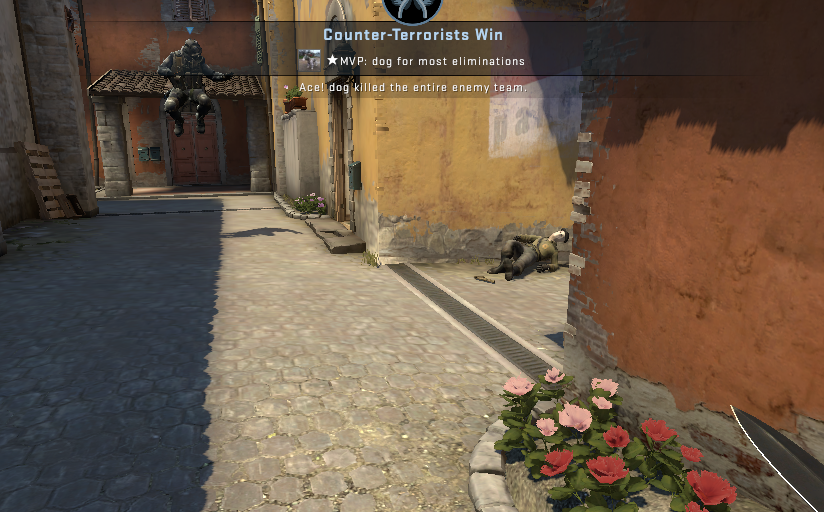 Counter-Terrorists Win
★MVP: dog for most eliminations
Ace! dog killed the entire enemy team.